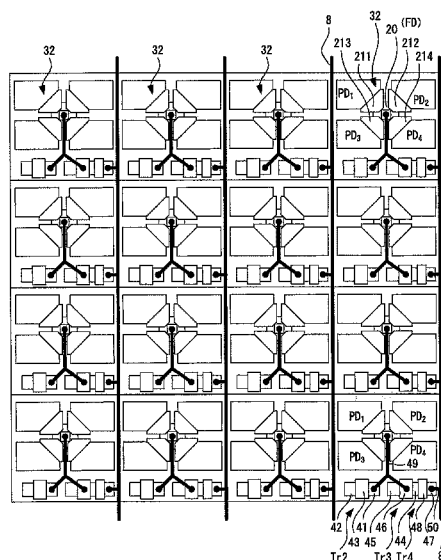 8
32
20 (FD)
32 32 32 213 211 212 214
PD1 PD2
PD3 PD4
PD1 PD2
PD3 PD4
49
42 41 46 48 50
43 45 44 47
Tr2 Tr3 Tr4 8